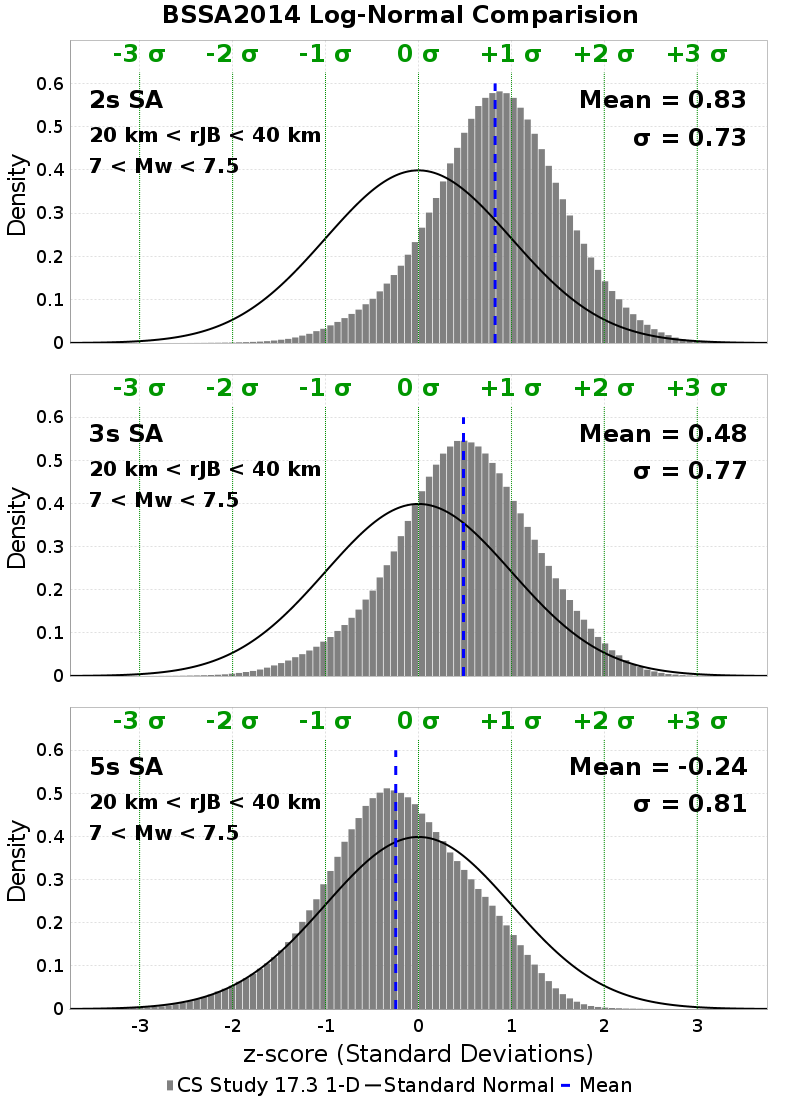 BSSA2014 Log-Normal Comparision
-3 σ -2 σ -1 σ 0 σ +1 σ +2 σ +3 σ
2s SA
Mean = 0.83
20 km < rJB < 40 km
σ = 0.73
7 < Mw < 7.5
Density
0.6
0.5
0.4
0.3
0.2
0.1
0
-3 σ -2 σ -1 σ 0 σ +1 σ +2 σ +3 σ
3s SA
Mean = 0.48
20 km < rJB < 40 km
σ = 0.77
7 < Mw < 7.5
Density
0.6
0.5
0.4
0.3
0.2
0.1
0
-3 σ -2 σ -1 σ 0 σ +1 σ +2 σ +3 σ
5s SA
Mean = -0.24
20 km < rJB < 40 km
σ = 0.81
7 < Mw < 7.5
Density
0.6
0.5
0.4
0.3
0.2
0.1
0
-3 -2 -1 0 1 2 3
z-score (Standard Deviations)
CS Study 17.3 1-D Standard Normal Mean